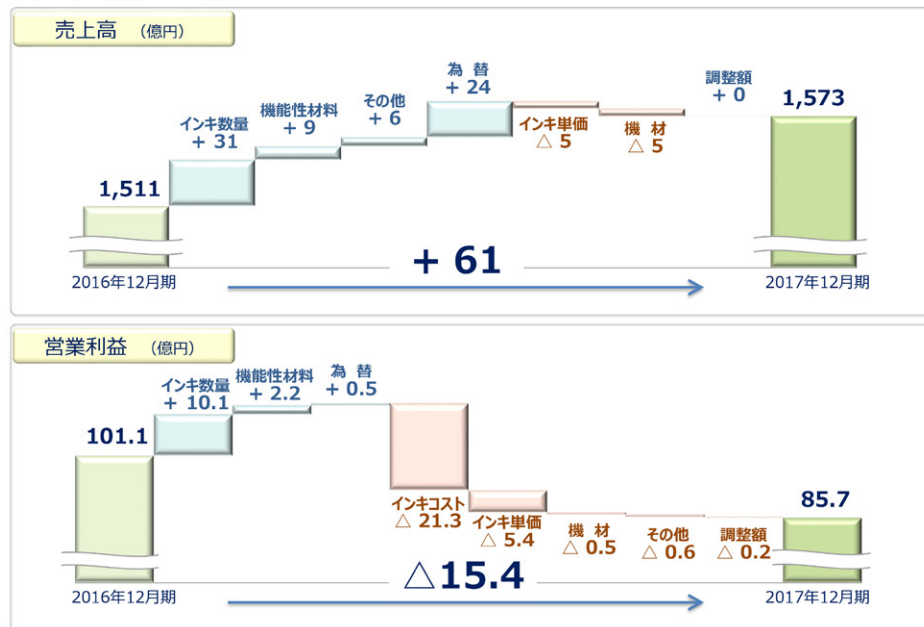 売上高 （億円）
為 替
+ 24
調整額
+ 0
その他
+ 6
機能性材料
+ 9
インキ数量
+ 31
インキ単価
△ 5
機 材
△ 5
1,573
1,511
+ 61
2016年12月期
2017年12月期
営業利益 （億円）
インキ数量
+ 10.1
機能性材料
+ 2.2
為 替
+ 0.5
101.1
インキコスト
△ 21.3
インキ単価
△ 5.4
機 材
△ 0.5
その他
△ 0.6
調整額
△ 0.2
85.7
△15.4
2016年12月期
2017年12月期